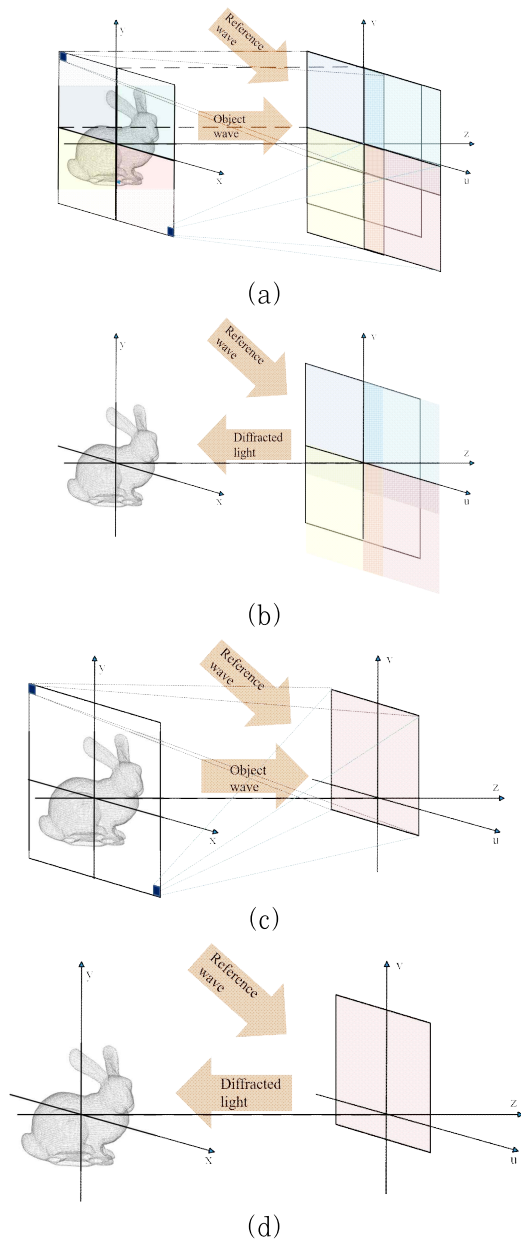 y
Reference
wave
v
Object
wave
z
x
u
(a)
y
Reference
wave
v
Diffracted
light
z
x
u
(b)
y
Reference
wave
v
Object
wave
z
x
u
(c)
y
Reference
wave
v
Diffracted
light
z
x
u
(d)